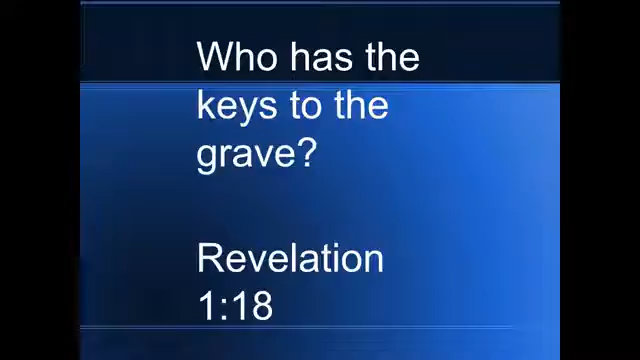 Who has the
keys to the
grave?
Revelation
1:18